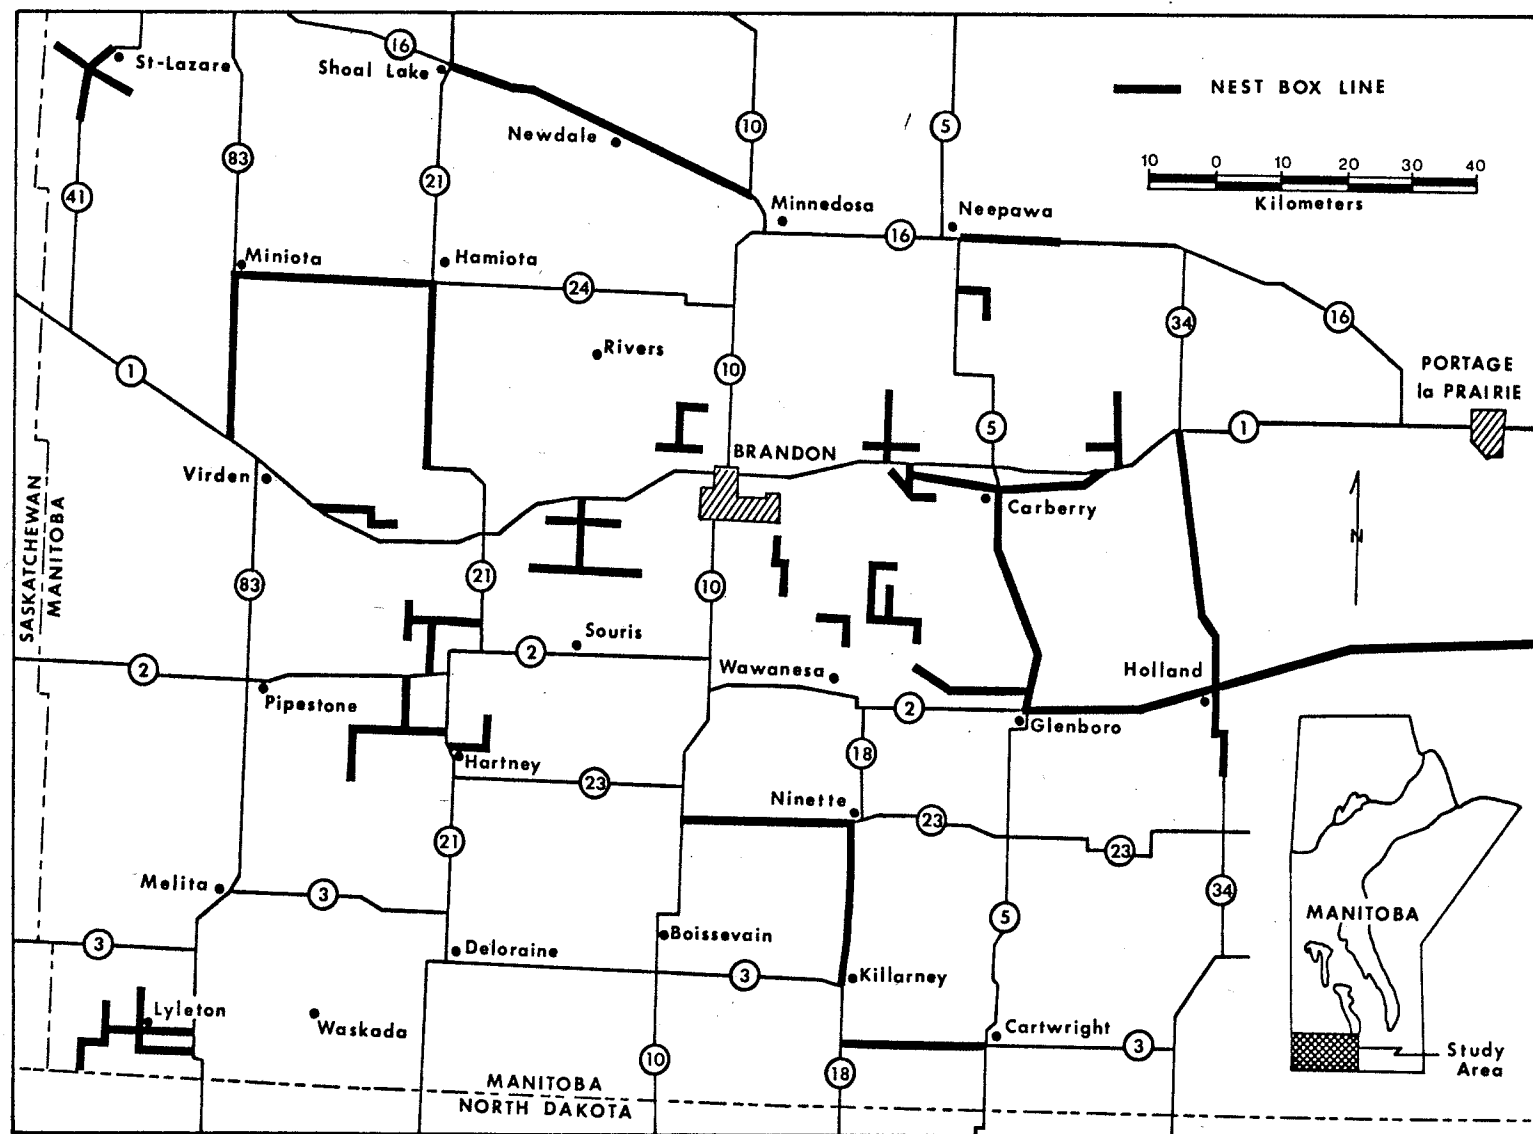 16
St-Lazare
Shoal Lake
NEST BOX LINE
Newdale
10
5
83
21
41
10 0 10 20 30 40
Kilometers
Minnedosa
Neepawa
16
Miniota
Hamiota
24
34
16
Rivers
1
10
PORTAGE
la PRAIRIE
5
1
BRANDON
Virden
Carberry
N
SASKATCHEWAN
MANITOBA
83
21
10
Souris
2
2
Wawanesa
Holland
Pipestone
2
Glenboro
18
Hartney
23
Ninette
23
23
21
Melita
3
34
5
MANITOBA
3
Deloraine
Boissevain
3
Killarney
Lyleton
Waskada
Cartwright
3
Study
Area
10
18
MANITOBA
NORTH DAKOTA